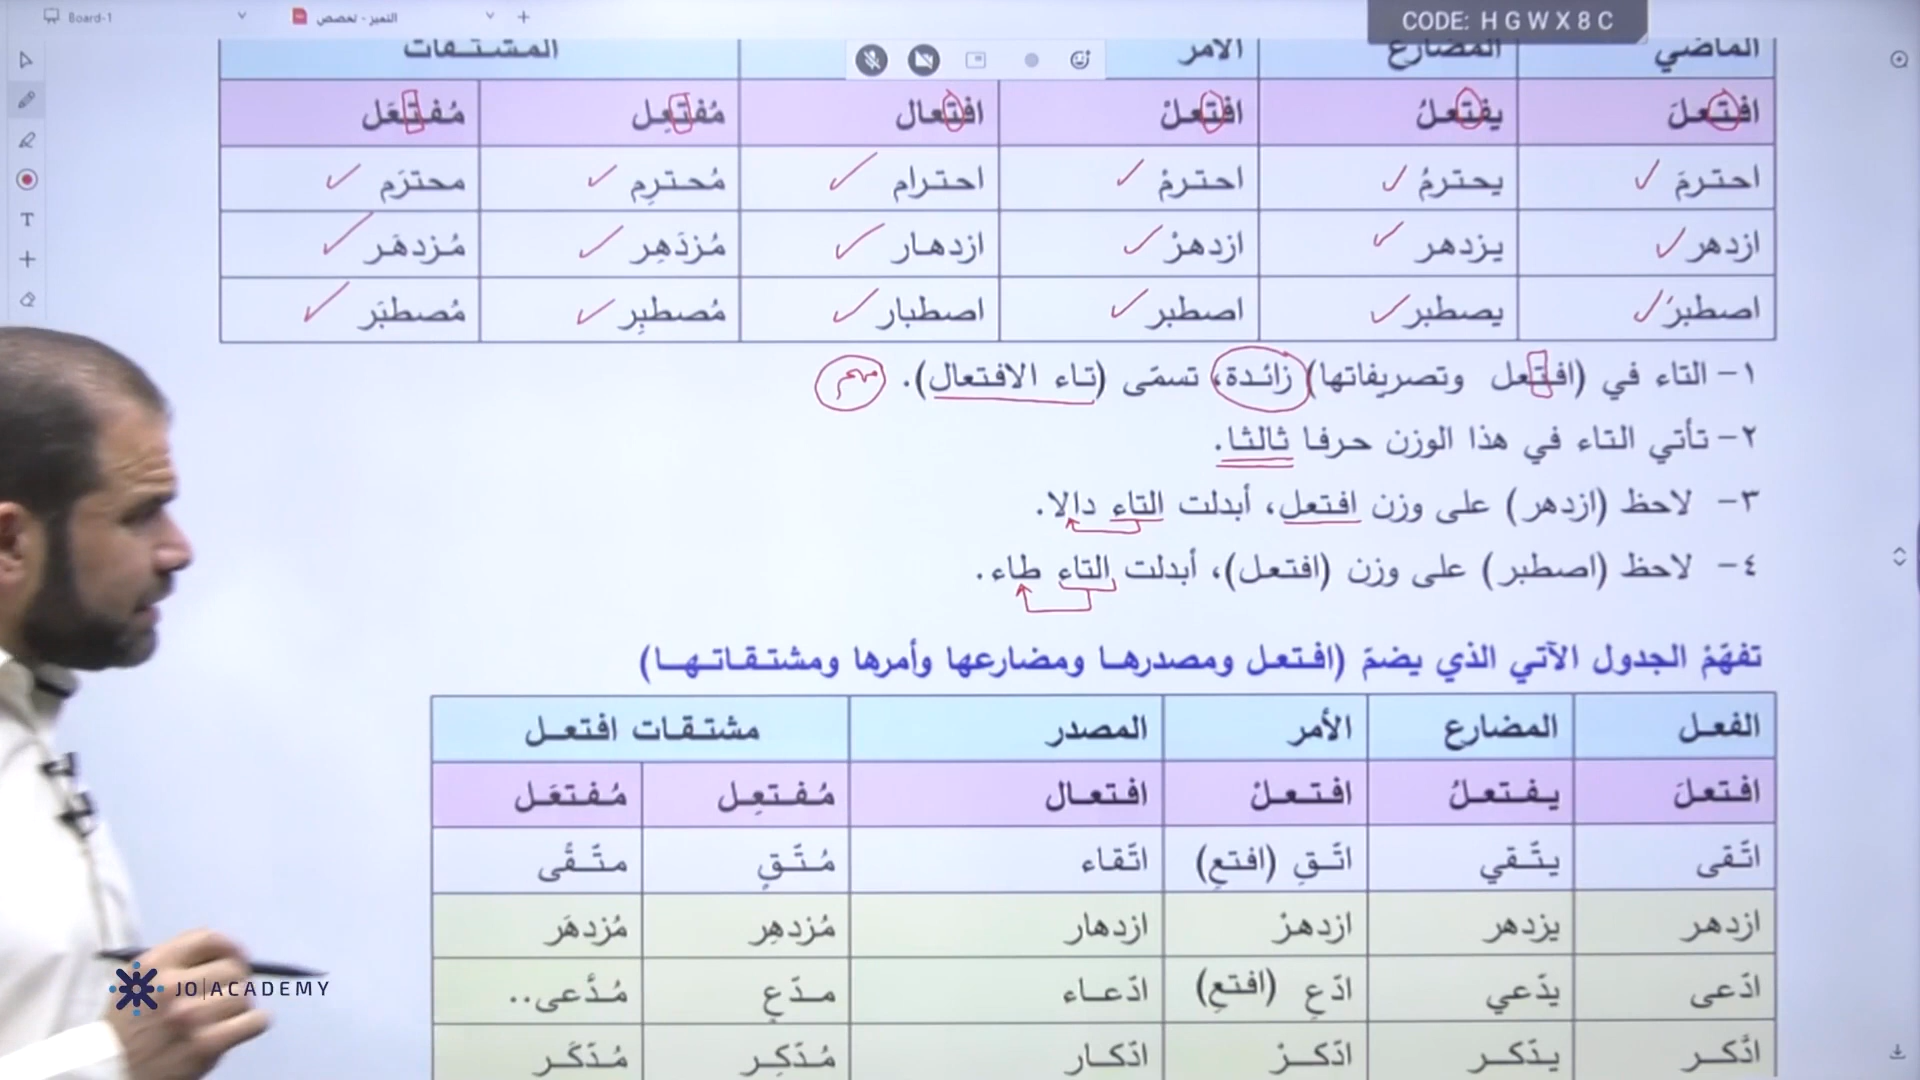 Board-1
التميز - تخصص
CODE: H G W X 8 C
الماضي المضارع الأمر المشتقات
افتعلَ يفتعلُ افتعلْ افتعال مُفتَعِل مُفتَعَل
احترمَ يحترمُ احترمْ احترام مُحترِم محترَم
ازدهر يزدهر ازدهرْ ازدهار مُزدَهِر مُزدهَر
اصطبرَ يصطبر اصطبر اصطبار مُصطبِر مُصطبَر
١- التاء في (افتعل وتصريفاتها) زائدة، تسمّى (تاء الافتعال). مهم
٢- تأتي التاء في هذا الوزن حرفا ثالثا.
٣- لاحظ (ازدهر) على وزن افتعل، أبدلت التاء دالا.
٤- لاحظ (اصطبر) على وزن (افتعل)، أبدلت التاء طاء.
تفهّمْ الجدول الآتي الذي يضمّ (افتعل ومصدرها ومضارعها وأمرها ومشتقاتها)
الفعل المضارع الأمر المصدر مشتقات افتعل
افتعلَ يفتعلُ افتعلْ افتعال مُفتعِل مُفتعَل
اتّقى يتّقي اتّقِ (افتعِ) اتّقاء مُتّقٍ متّقًى
ازدهر يزدهر ازدهرْ ازدهار مُزدهِر مُزدهَر
ادّعى يدّعي ادّعِ (افتعِ) ادّعاء مدّعٍ مُدّعى..
ادّكر يدّكر ادّكرْ ادّكار مُدّكِر مُدّكَر
JO|ACADEMY